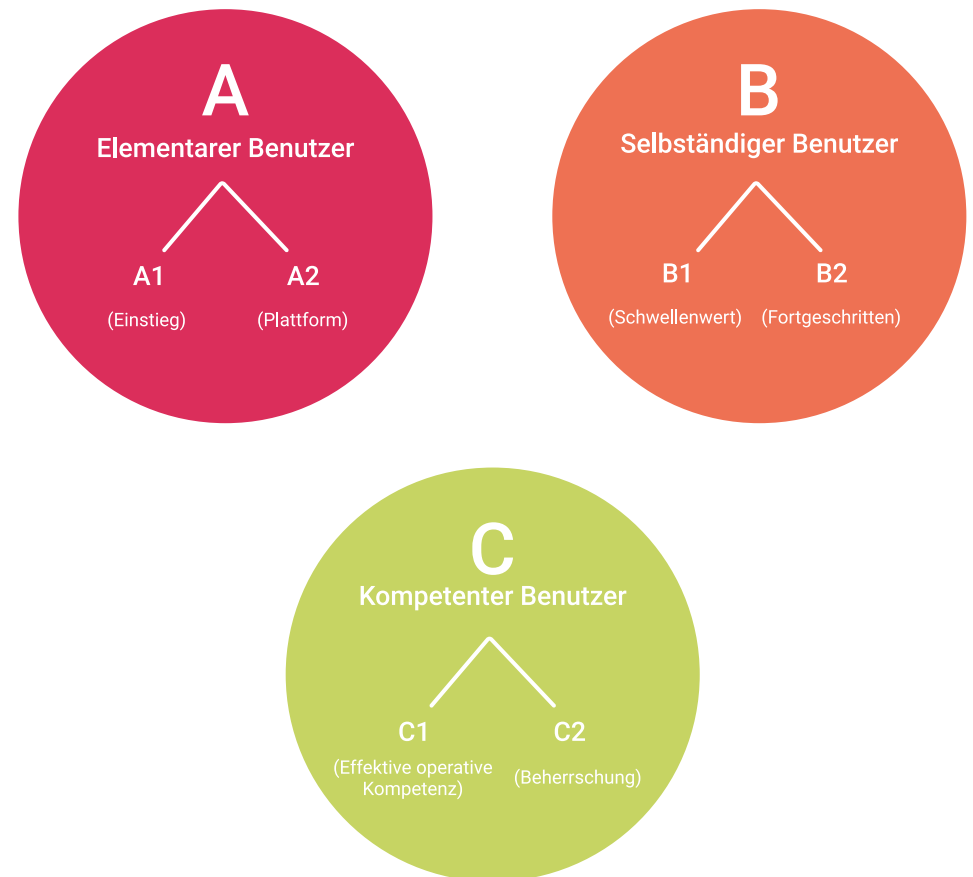 A
Elementarer Benutzer
A1
A2
(Einstieg)
(Plattform)
B
Selbständiger Benutzer
B1
B2
(Schwellenwert)
(Fortgeschritten)
C
Kompetenter Benutzer
C1
C2
(Effektive operative
Kompetenz)
(Beherrschung)